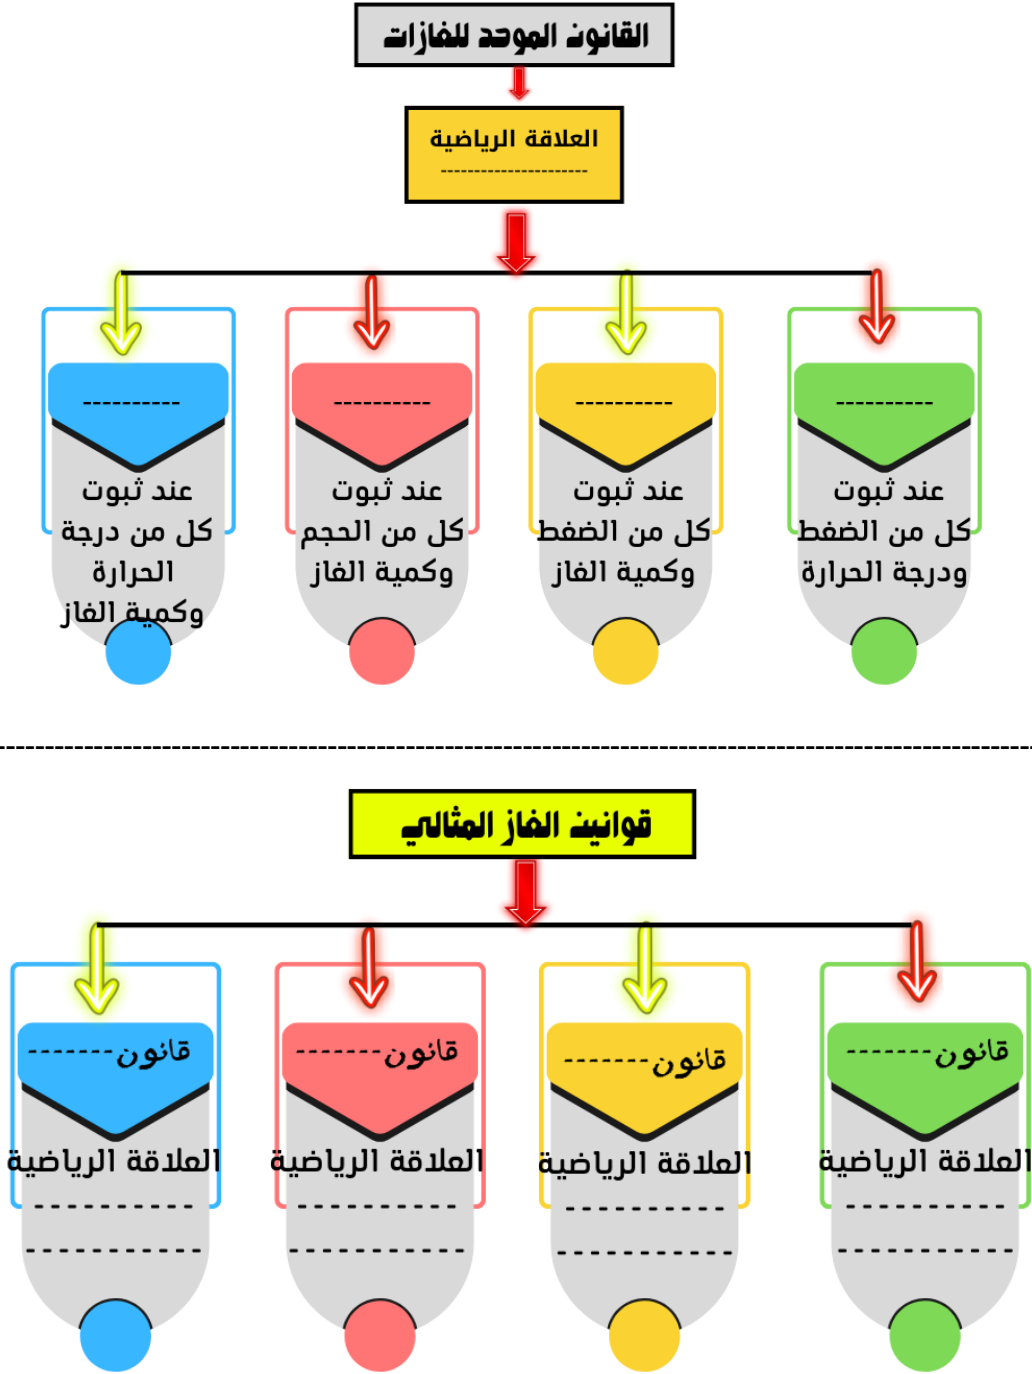 القانون الموحد للغازات
العلاقة الرياضية
----------------------
----------
عند ثبوت
كل من الضغط
ودرجة الحرارة
----------
عند ثبوت
كل من الضغط
وكمية الغاز
----------
عند ثبوت
كل من الحجم
وكمية الغاز
----------
عند ثبوت
كل من درجة
الحرارة
وكمية الغاز
قوانين الغاز المثالي
قانون-------
العلاقة الرياضية
----------
-----------
قانون-------
العلاقة الرياضية
----------
-----------
قانون-------
العلاقة الرياضية
----------
-----------
قانون-------
العلاقة الرياضية
----------
-----------